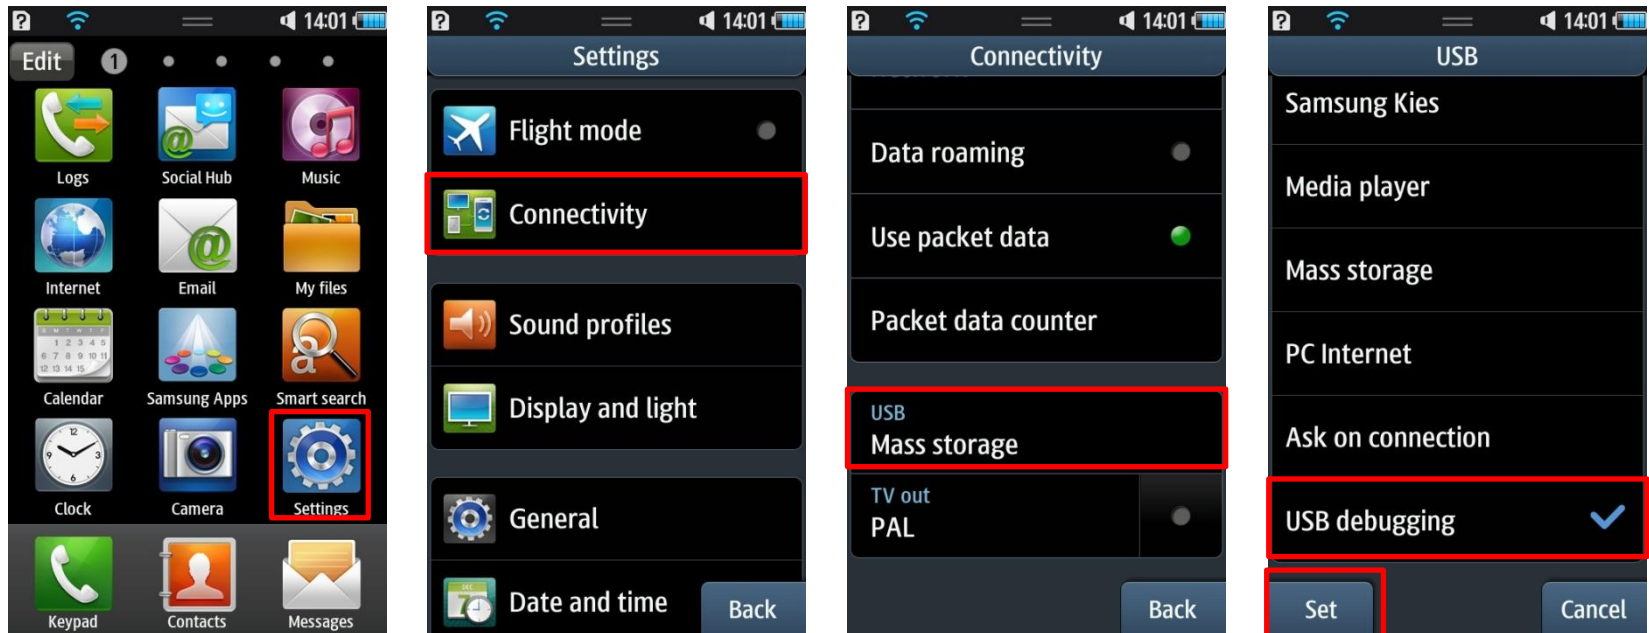 14:01
Edit 1
Logs Social Hub Music
Internet Email My files
Calendar Samsung Apps Smart search
Clock Camera Settings
Keypad Contacts Messages
14:01
Settings
Flight mode
Connectivity
Sound profiles
Display and light
General
Date and time
Back
14:01
Connectivity
Data roaming
Use packet data
Packet data counter
USB
Mass storage
TV out
PAL
Back
14:01
USB
Samsung Kies
Media player
Mass storage
PC Internet
Ask on connection
USB debugging
Set Cancel